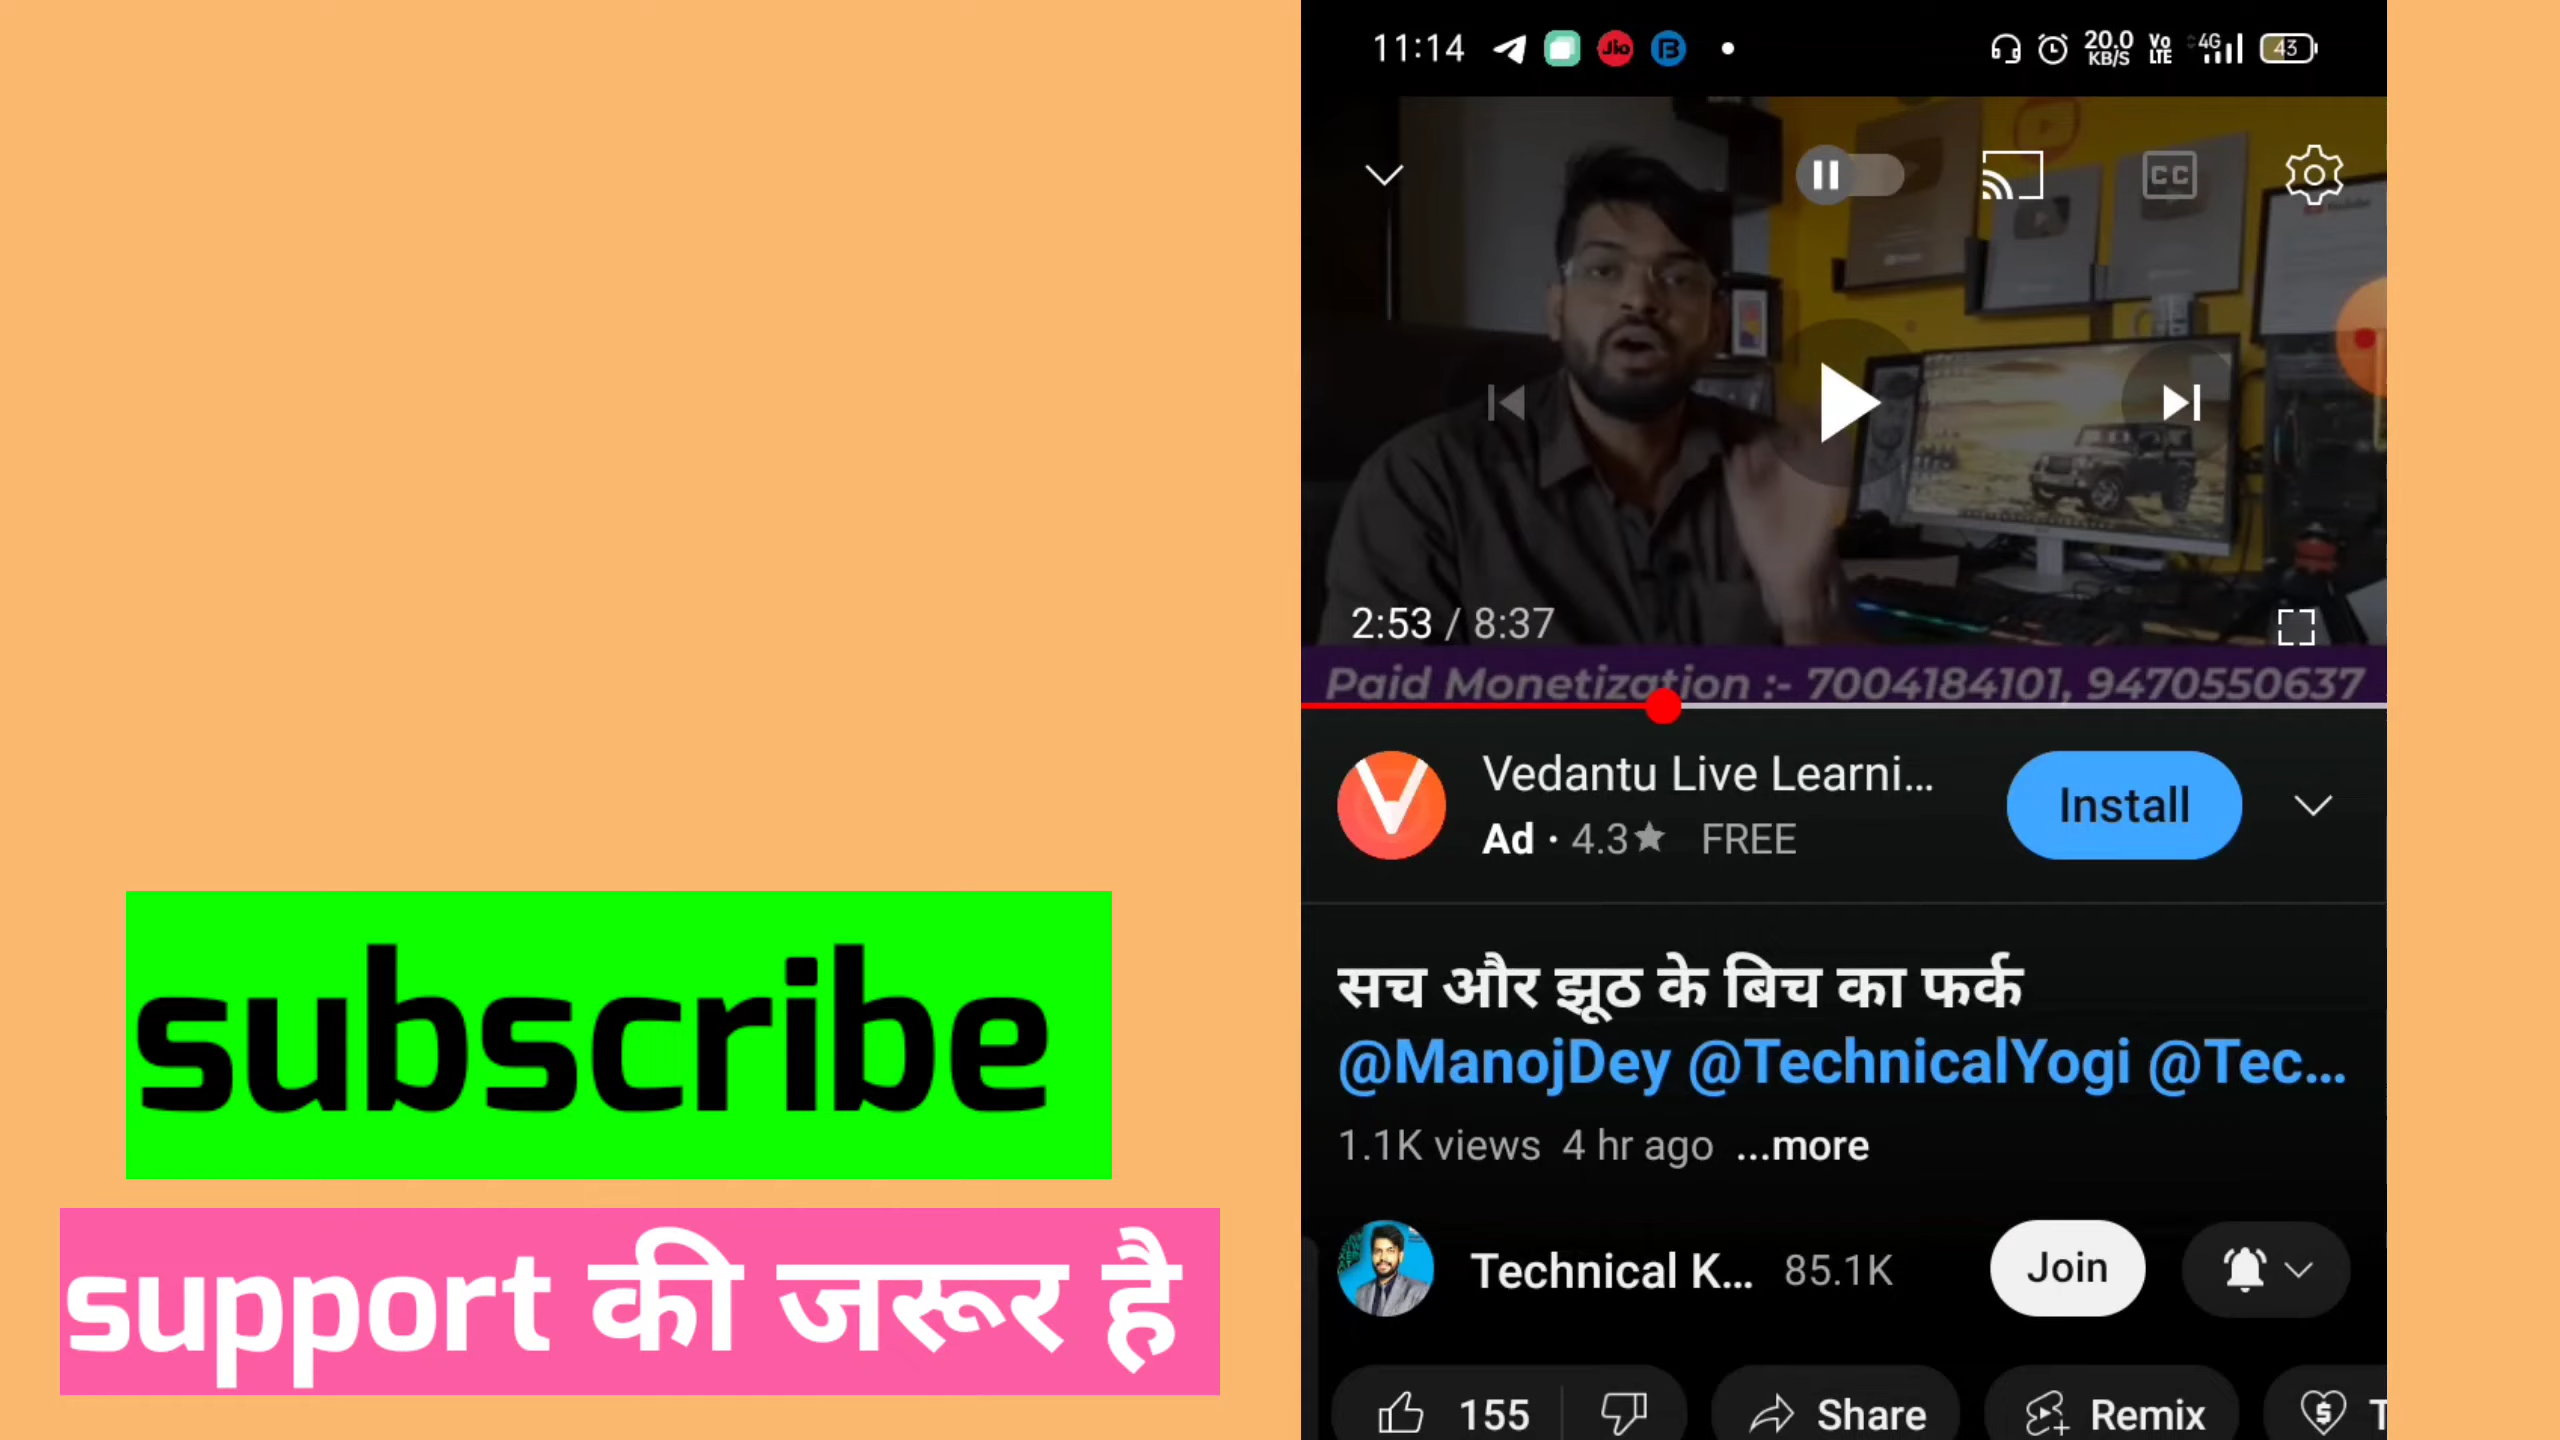 11:14
Jio
20.0 KB/S
Vo LTE
4G
43
CC
2:53 / 8:37
Paid Monetization :- 7004184101, 9470550637
Vedantu Live Learni...
Ad · 4.3★ FREE
Install
सच और झूठ के बिच का फर्क
@ManojDey @TechnicalYogi @Tec...
1.1K views 4 hr ago ...more
Technical K... 85.1K
Join
155
Share
Remix
subscribe
support की जरूर है